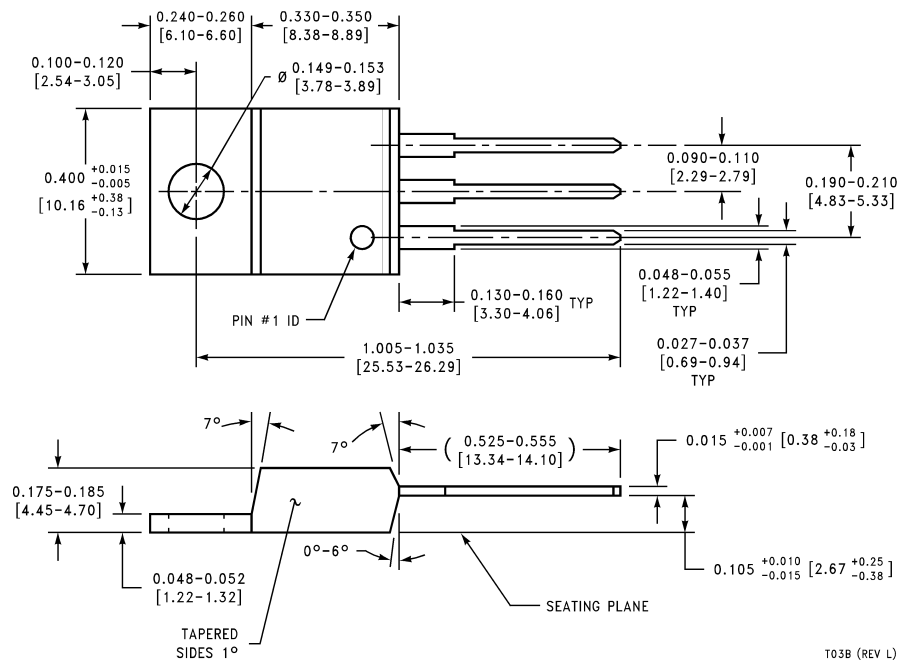 0.240–0.260
[6.10–6.60]
0.330–0.350
[8.38–8.89]
0.100–0.120
[2.54–3.05]
Ø 0.149–0.153
[3.78–3.89]
0.400 +0.015 -0.005
[10.16 +0.38 -0.13]
0.090–0.110
[2.29–2.79]
0.190–0.210
[4.83–5.33]
0.048–0.055
[1.22–1.40]
TYP
0.130–0.160 TYP
[3.30–4.06]
PIN #1 ID
0.027–0.037
[0.69–0.94]
TYP
1.005–1.035
[25.53–26.29]
7°
7°
( 0.525–0.555 )
[13.34–14.10]
0.015 +0.007 -0.001 [0.38 +0.18 -0.03]
0.175–0.185
[4.45–4.70]
0°–6°
0.105 +0.010 -0.015 [2.67 +0.25 -0.38]
0.048–0.052
[1.22–1.32]
SEATING PLANE
TAPERED
SIDES 1°
T03B (REV L)